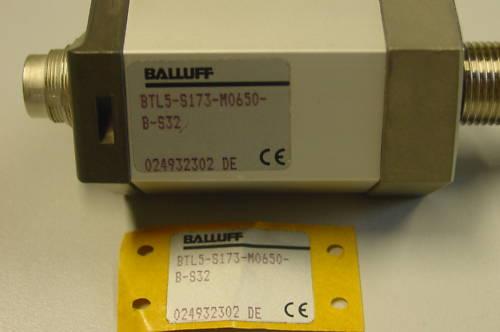 BALLUFF
BTL5-S173-M0650-
B-S32
024932302 DE CE
BALLUFF
BTL5-S173-M0650-
B-S32
024932302 DE CE